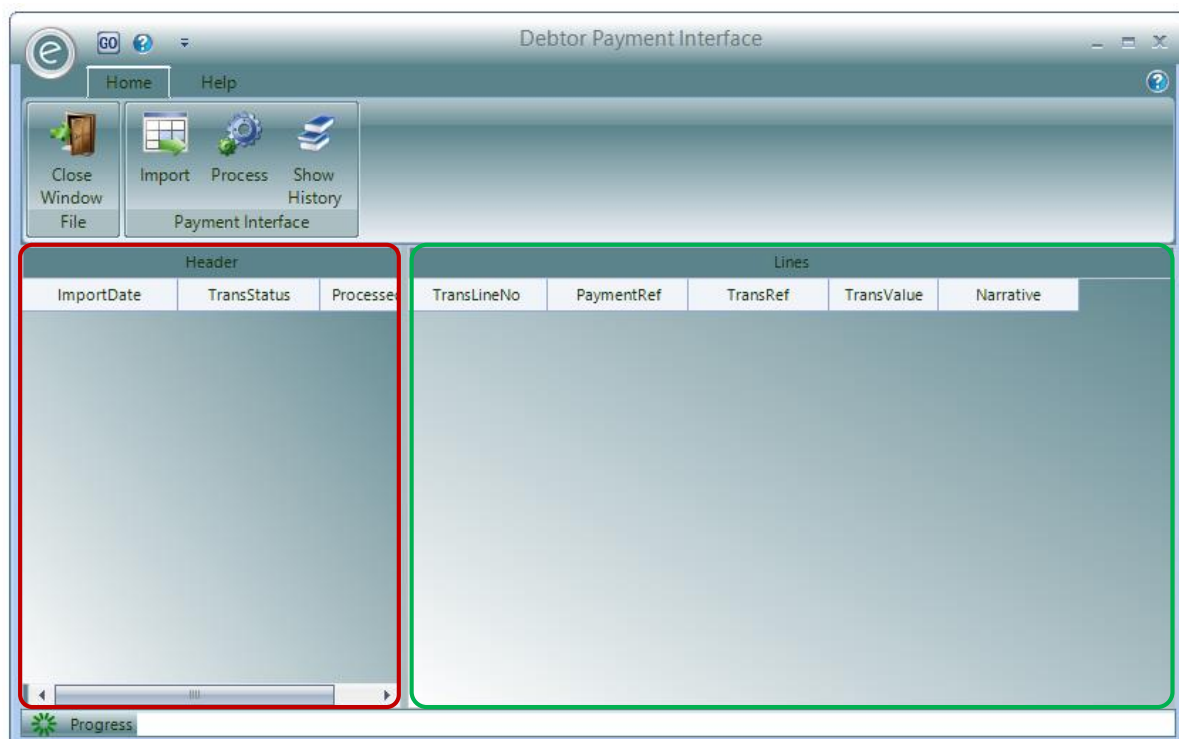 Debtor Payment Interface
GO
Home Help
Close Window Import Process Show History
File Payment Interface
Header Lines
ImportDate TransStatus Processed TransLineNo PaymentRef TransRef TransValue Narrative
Progress